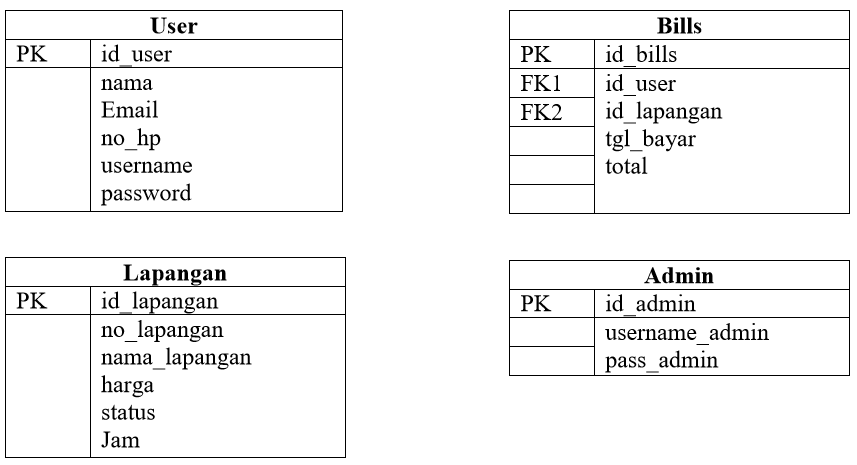 User
PK id_user
nama
Email
no_hp
username
password
Bills
PK id_bills
FK1 id_user
FK2 id_lapangan
tgl_bayar
total
Lapangan
PK id_lapangan
no_lapangan
nama_lapangan
harga
status
Jam
Admin
PK id_admin
username_admin
pass_admin